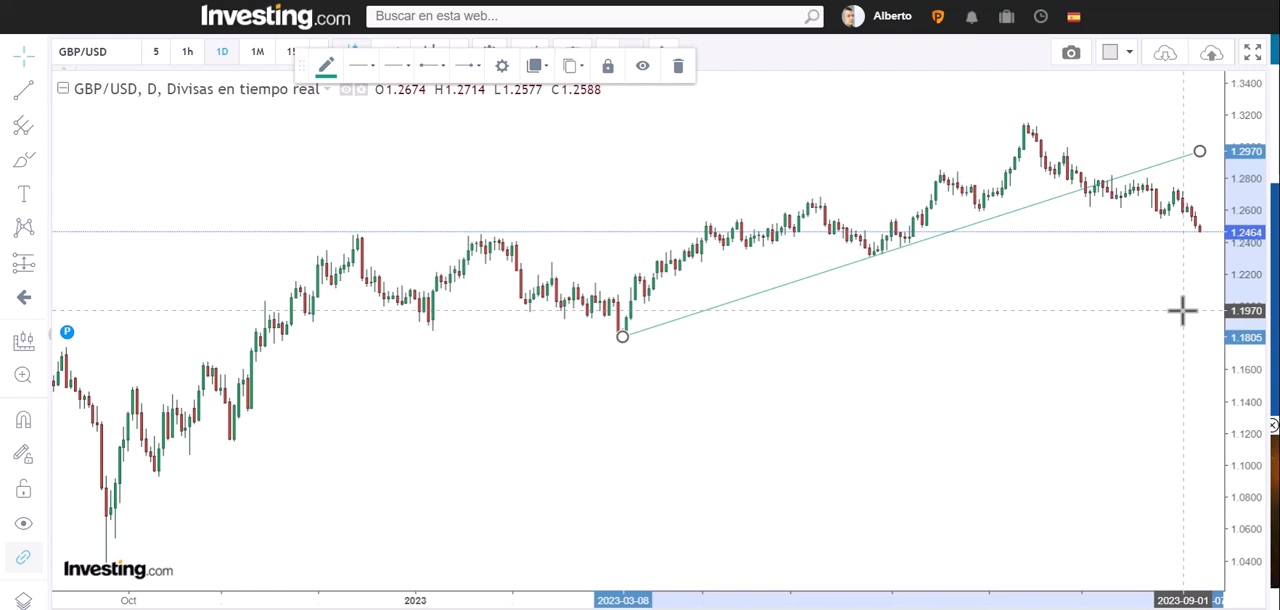 Investing.com
Buscar en esta web...
Alberto
GBP/USD 5 1h 1D 1M
GBP/USD, D, Divisas en tiempo real O1.2674 H1.2714 L1.2577 C1.2588
1.3400
1.3200
1.2970
1.2800
1.2600
1.2464
1.2400
1.2200
1.1970
1.1805
1.1600
1.1400
1.1200
1.1000
1.0800
1.0600
1.0400
T
P
Investing.com
Oct 2023 2023-03-08 2023-09-01